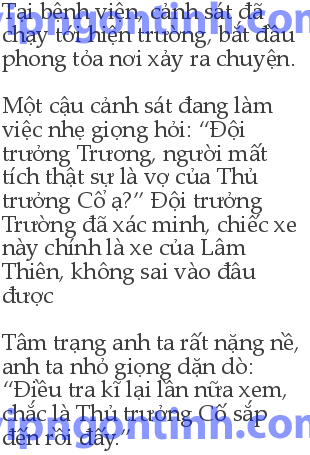 Tại bệnh viện, cảnh sát đã
chạy tới hiện trường, bắt đầu
phong tỏa nơi xảy ra chuyện.
Một cậu cảnh sát đang làm
việc nhẹ giọng hỏi: “Đội
trưởng Trương, người mất
tích thật sự là vợ của Thủ
trưởng Cố ạ?” Đội trưởng
Trường đã xác minh, chiếc xe
này chính là xe của Lâm
Thiên, không sai vào đâu
được
Tâm trạng anh ta rất nặng nề,
anh ta nhỏ giọng dặn dò:
“Điều tra kĩ lại lần nữa xem,
chắc là Thủ trưởng Cố sắp
đến rồi đấy.”
vipngontinh.com
vipngontinh.com